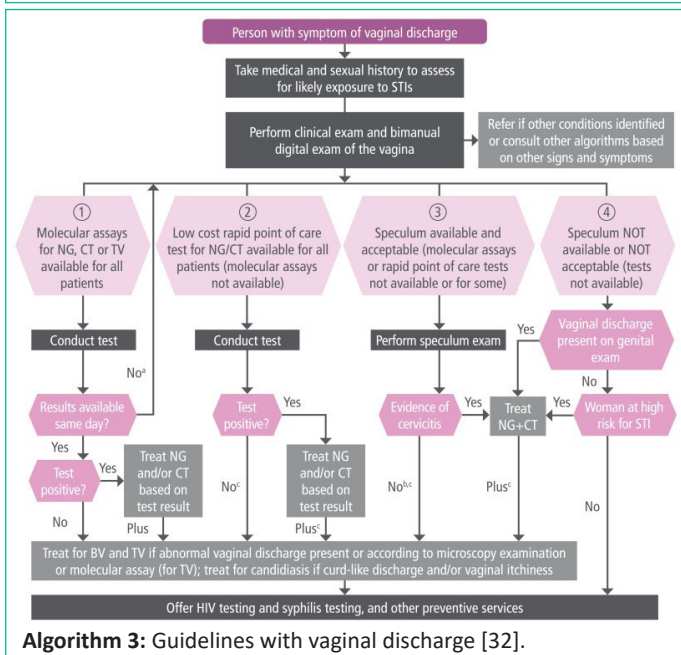 Person with symptom of vaginal discharge
Take medical and sexual history to assess
for likely exposure to STIs
Perform clinical exam and bimanual
digital exam of the vagina
Refer if other conditions identified
or consult other algorithms based
on other signs and symptoms
1
Molecular assays
for NG, CT or TV
available for all
patients
2
Low cost rapid point of care
test for NG/CT available for all
patients (molecular assays
not available)
3
Speculum available and
acceptable (molecular assays
or rapid point of care tests
not available or for some)
4
Speculum NOT
available or NOT
acceptable (tests
not available)
Conduct test
Noᵃ
Conduct test
Perform speculum exam
Yes
Vaginal discharge
present on genital
exam
No
Results available
same day?
Yes
Test
positive?
Yes
No
Treat NG
and/or CT
based on
test result
Plus
Test
positive?
Yes
Noᶜ
Treat NG
and/or CT
based on
test result
Plusᶜ
Evidence of
cervicitis
Yes
Noᵇ,ᶜ
Treat
NG+CT
Plusᶜ
Yes
Woman at high
risk for STI
No
Treat for BV and TV if abnormal vaginal discharge present or according to microscopy examination
or molecular assay (for TV); treat for candidiasis if curd-like discharge and/or vaginal itchiness
Offer HIV testing and syphilis testing, and other preventive services
Algorithm 3: Guidelines with vaginal discharge [32].